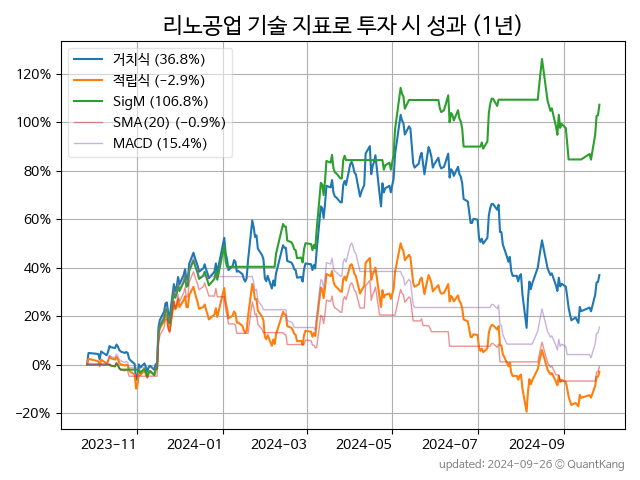 리노공업 기술 지표로 투자 시 성과 (1년)
거치식 (36.8%)
적립식 (−2.9%)
SigM (106.8%)
SMA(20) (−0.9%)
MACD (15.4%)
120%
100%
80%
60%
40%
20%
0%
−20%
2023-11
2024-01
2024-03
2024-05
2024-07
2024-09
updated: 2024-09-26 © QuantKang